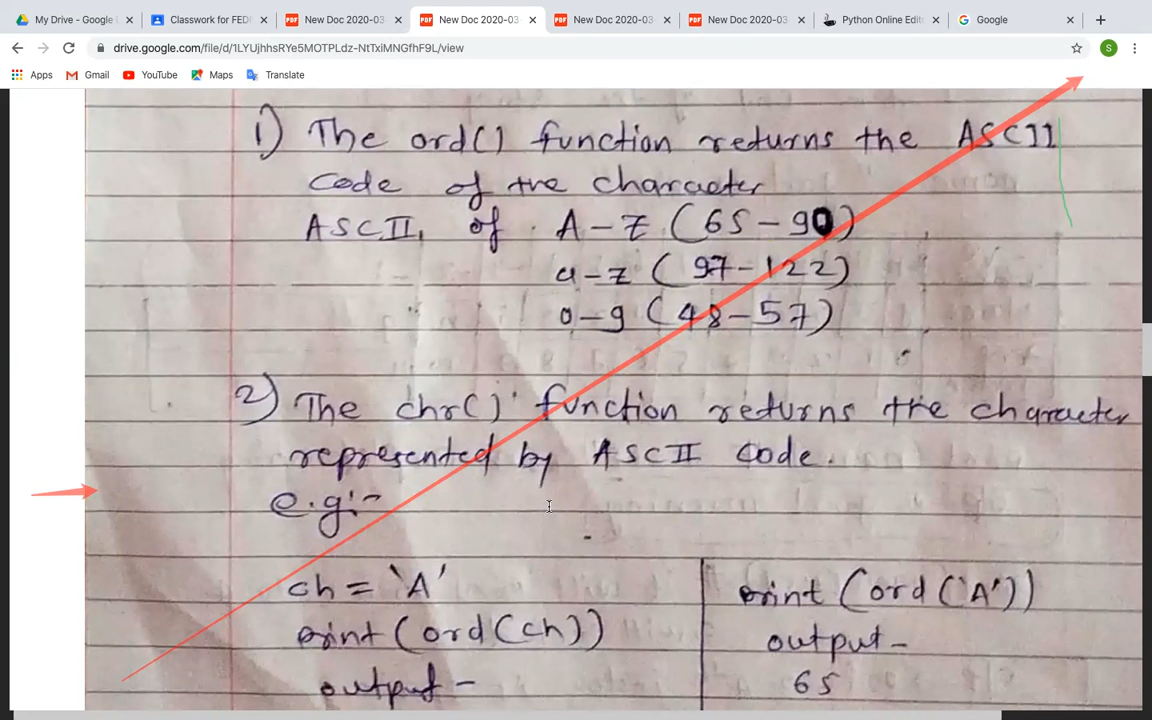 My Drive - Google
Classwork for FED
New Doc 2020-03
New Doc 2020-03
New Doc 2020-03
New Doc 2020-03
Python Online Edit
Google
drive.google.com/file/d/1LYUjhhsRYe5MOTPLdz-NtTxiMNGfhF9L/view
S
Apps
Gmail
YouTube
Maps
Translate
1) The ord() function returns the ASCII
Code of the character
ASCII of A-Z (65-90)
a-z (97-122)
0-9 (48-57)
2) The chr() function returns the character
represented by ASCII Code.
e.g:-
ch = 'A'
print (ord(ch))
output -
print (ord('A'))
output -
65